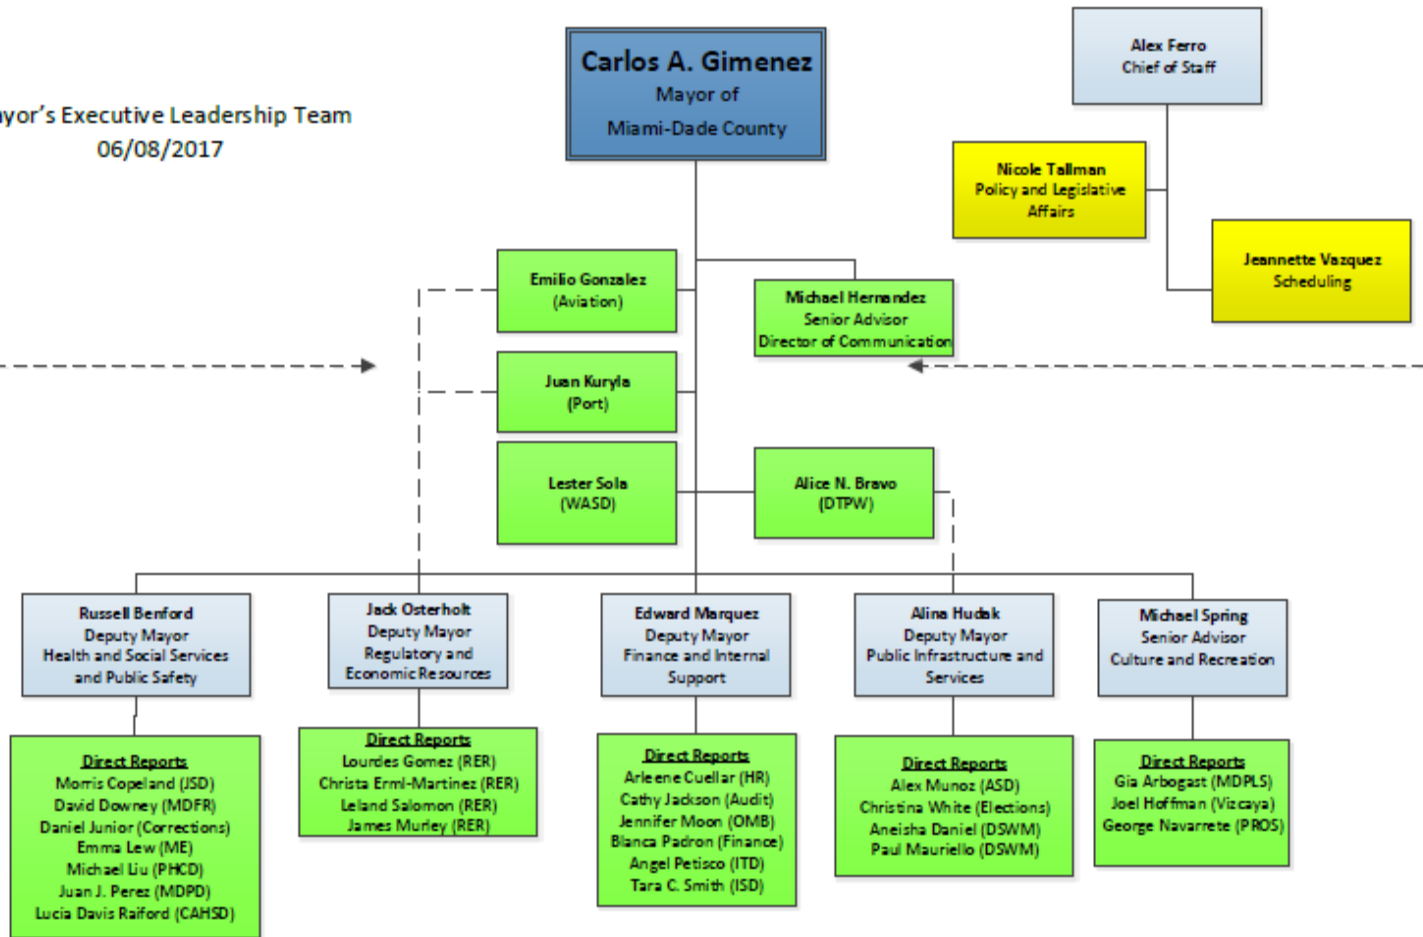 Carlos A. Gimenez
Mayor of
Miami-Dade County
Alex Ferro
Chief of Staff
yor's Executive Leadership Team
06/08/2017
Nicole Tallman
Policy and Legislative
Affairs
Jeannette Vazquez
Scheduling
Emilio Gonzalez
(Aviation)
Michael Hernandez
Senior Advisor
Director of Communication
Juan Kuryla
(Port)
Lester Sola
(WASD)
Alice N. Bravo
(DTPW)
Russell Benford
Deputy Mayor
Health and Social Services
and Public Safety
Jack Osterholt
Deputy Mayor
Regulatory and
Economic Resources
Edward Marquez
Deputy Mayor
Finance and Internal
Support
Alina Hudak
Deputy Mayor
Public Infrastructure and
Services
Michael Spring
Senior Advisor
Culture and Recreation
Direct Reports
Morris Copeland (JSD)
David Downey (MDFR)
Daniel Junior (Corrections)
Emma Lew (ME)
Michael Liu (PHCD)
Juan J. Perez (MDPD)
Lucia Davis Raiford (CAHSD)
Direct Reports
Lourdes Gomez (RER)
Christa Erml-Martinez (RER)
Leland Salomon (RER)
James Murley (RER)
Direct Reports
Arleene Cuellar (HR)
Cathy Jackson (Audit)
Jennifer Moon (OMB)
Blanca Padron (Finance)
Angel Petisco (ITD)
Tara C. Smith (ISD)
Direct Reports
Alex Munoz (ASD)
Christina White (Elections)
Aneisha Daniel (DSWM)
Paul Mauriello (DSWM)
Direct Reports
Gia Arbogast (MDPLS)
Joel Hoffman (Vizcaya)
George Navarrete (PROS)